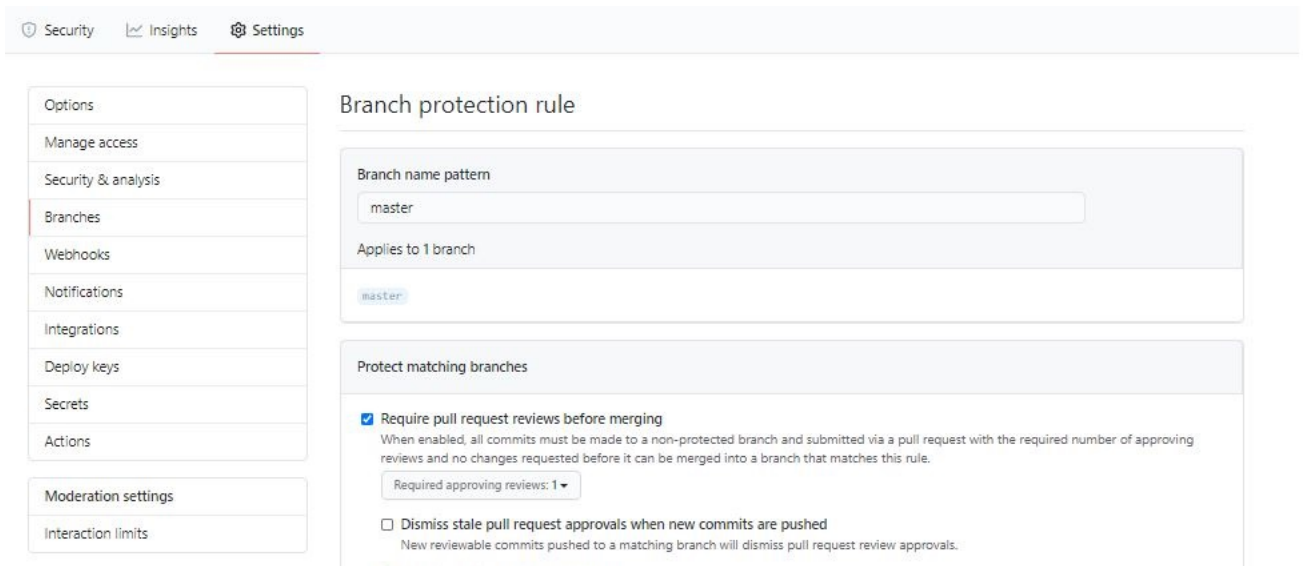 Security
Insights
Settings
Options
Manage access
Security & analysis
Branches
Webhooks
Notifications
Integrations
Deploy keys
Secrets
Actions
Moderation settings
Interaction limits
Branch protection rule
Branch name pattern
master
Applies to 1 branch
master
Protect matching branches
Require pull request reviews before merging
When enabled, all commits must be made to a non-protected branch and submitted via a pull request with the required number of approving
reviews and no changes requested before it can be merged into a branch that matches this rule.
Required approving reviews: 1
Dismiss stale pull request approvals when new commits are pushed
New reviewable commits pushed to a matching branch will dismiss pull request review approvals.